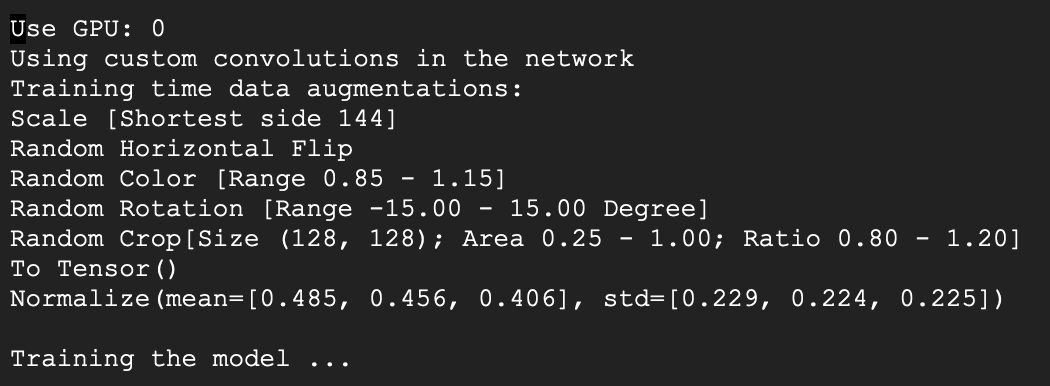 Use GPU: 0
Using custom convolutions in the network
Training time data augmentations:
Scale [Shortest side 144]
Random Horizontal Flip
Random Color [Range 0.85 - 1.15]
Random Rotation [Range -15.00 - 15.00 Degree]
Random Crop[Size (128, 128); Area 0.25 - 1.00; Ratio 0.80 - 1.20]
To Tensor()
Normalize(mean=[0.485, 0.456, 0.406], std=[0.229, 0.224, 0.225])
Training the model ...